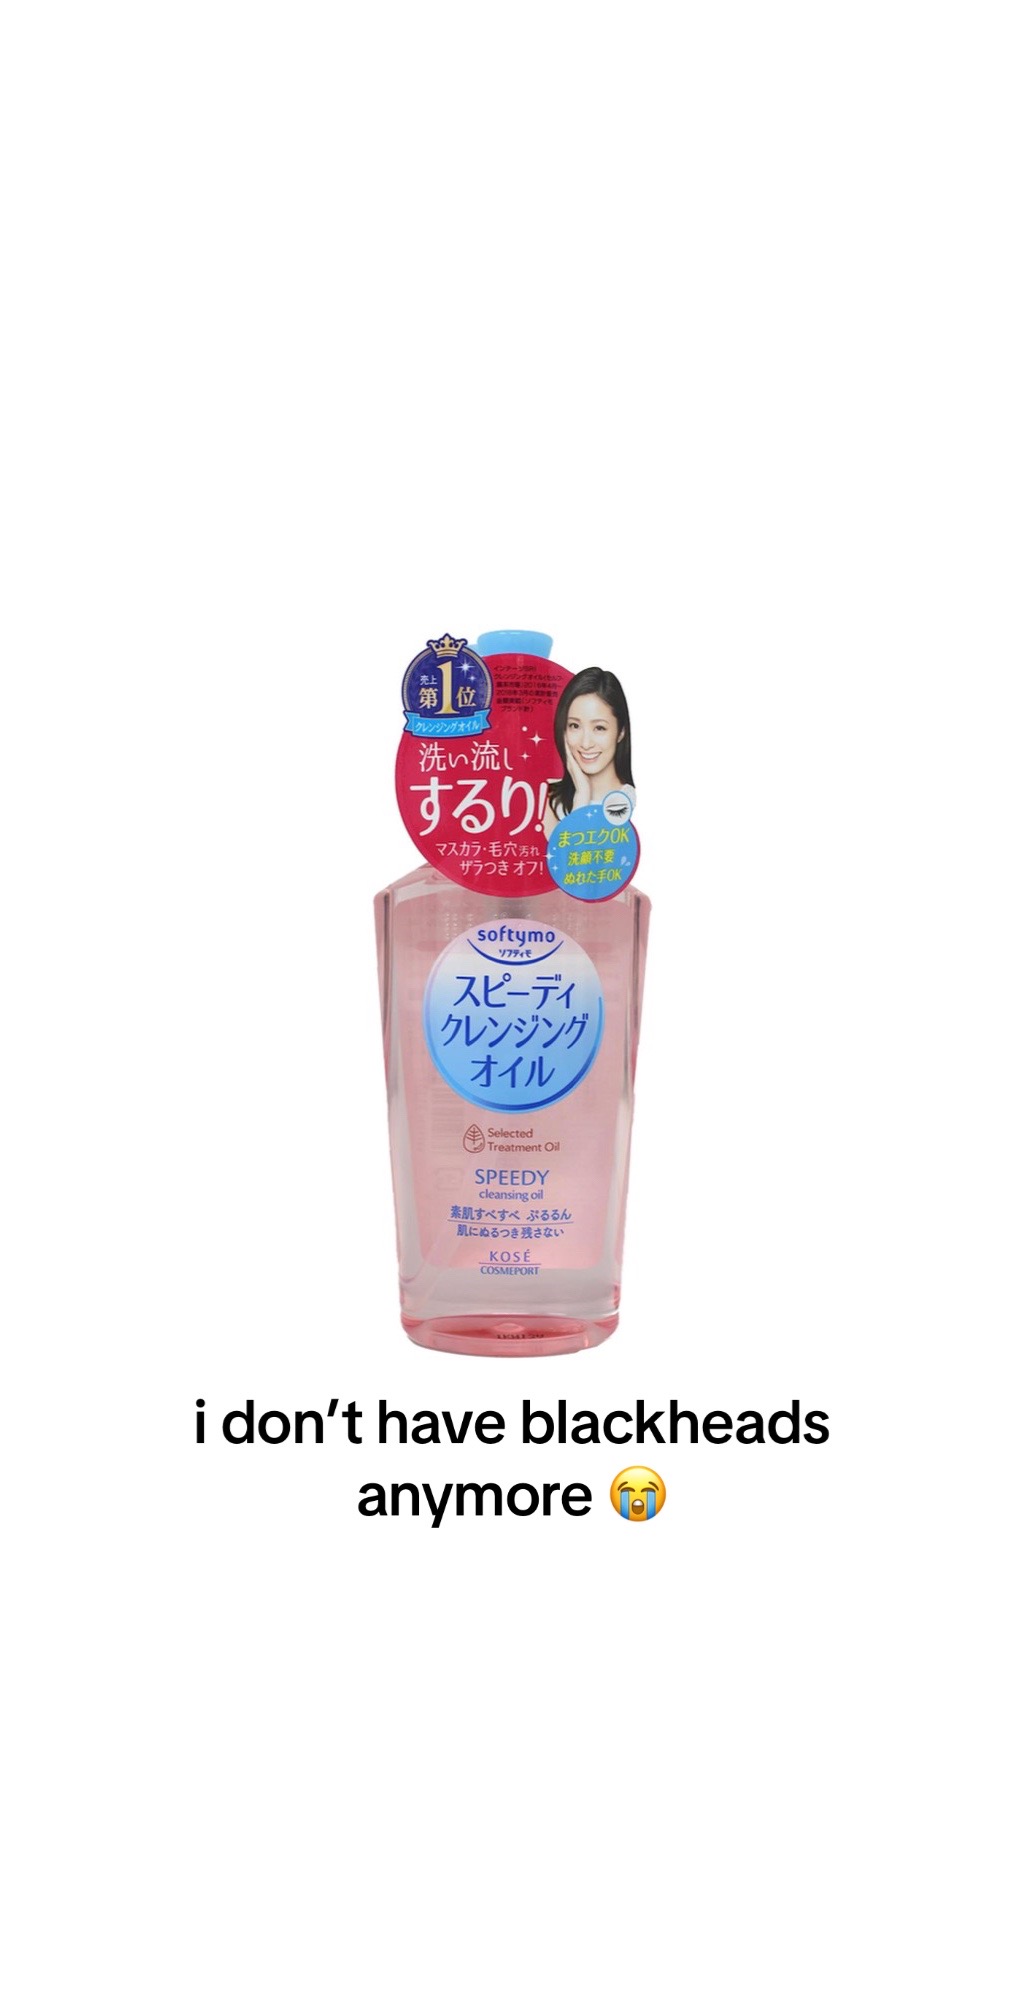 売上
第1位
クレンジングオイル
洗い流し
するり!
マスカラ・毛穴汚れ
ザラつきオフ!
まつエクOK
洗顔不要
ぬれた手OK
softymo
ソフティモ
スピーディ
クレンジング
オイル
Selected
Treatment Oil
SPEEDY
cleansing oil
素肌すべすべ ぷるるん
肌にぬるつき残さない
KOSÉ
COSMEPORT
i don't have blackheads
anymore 😭